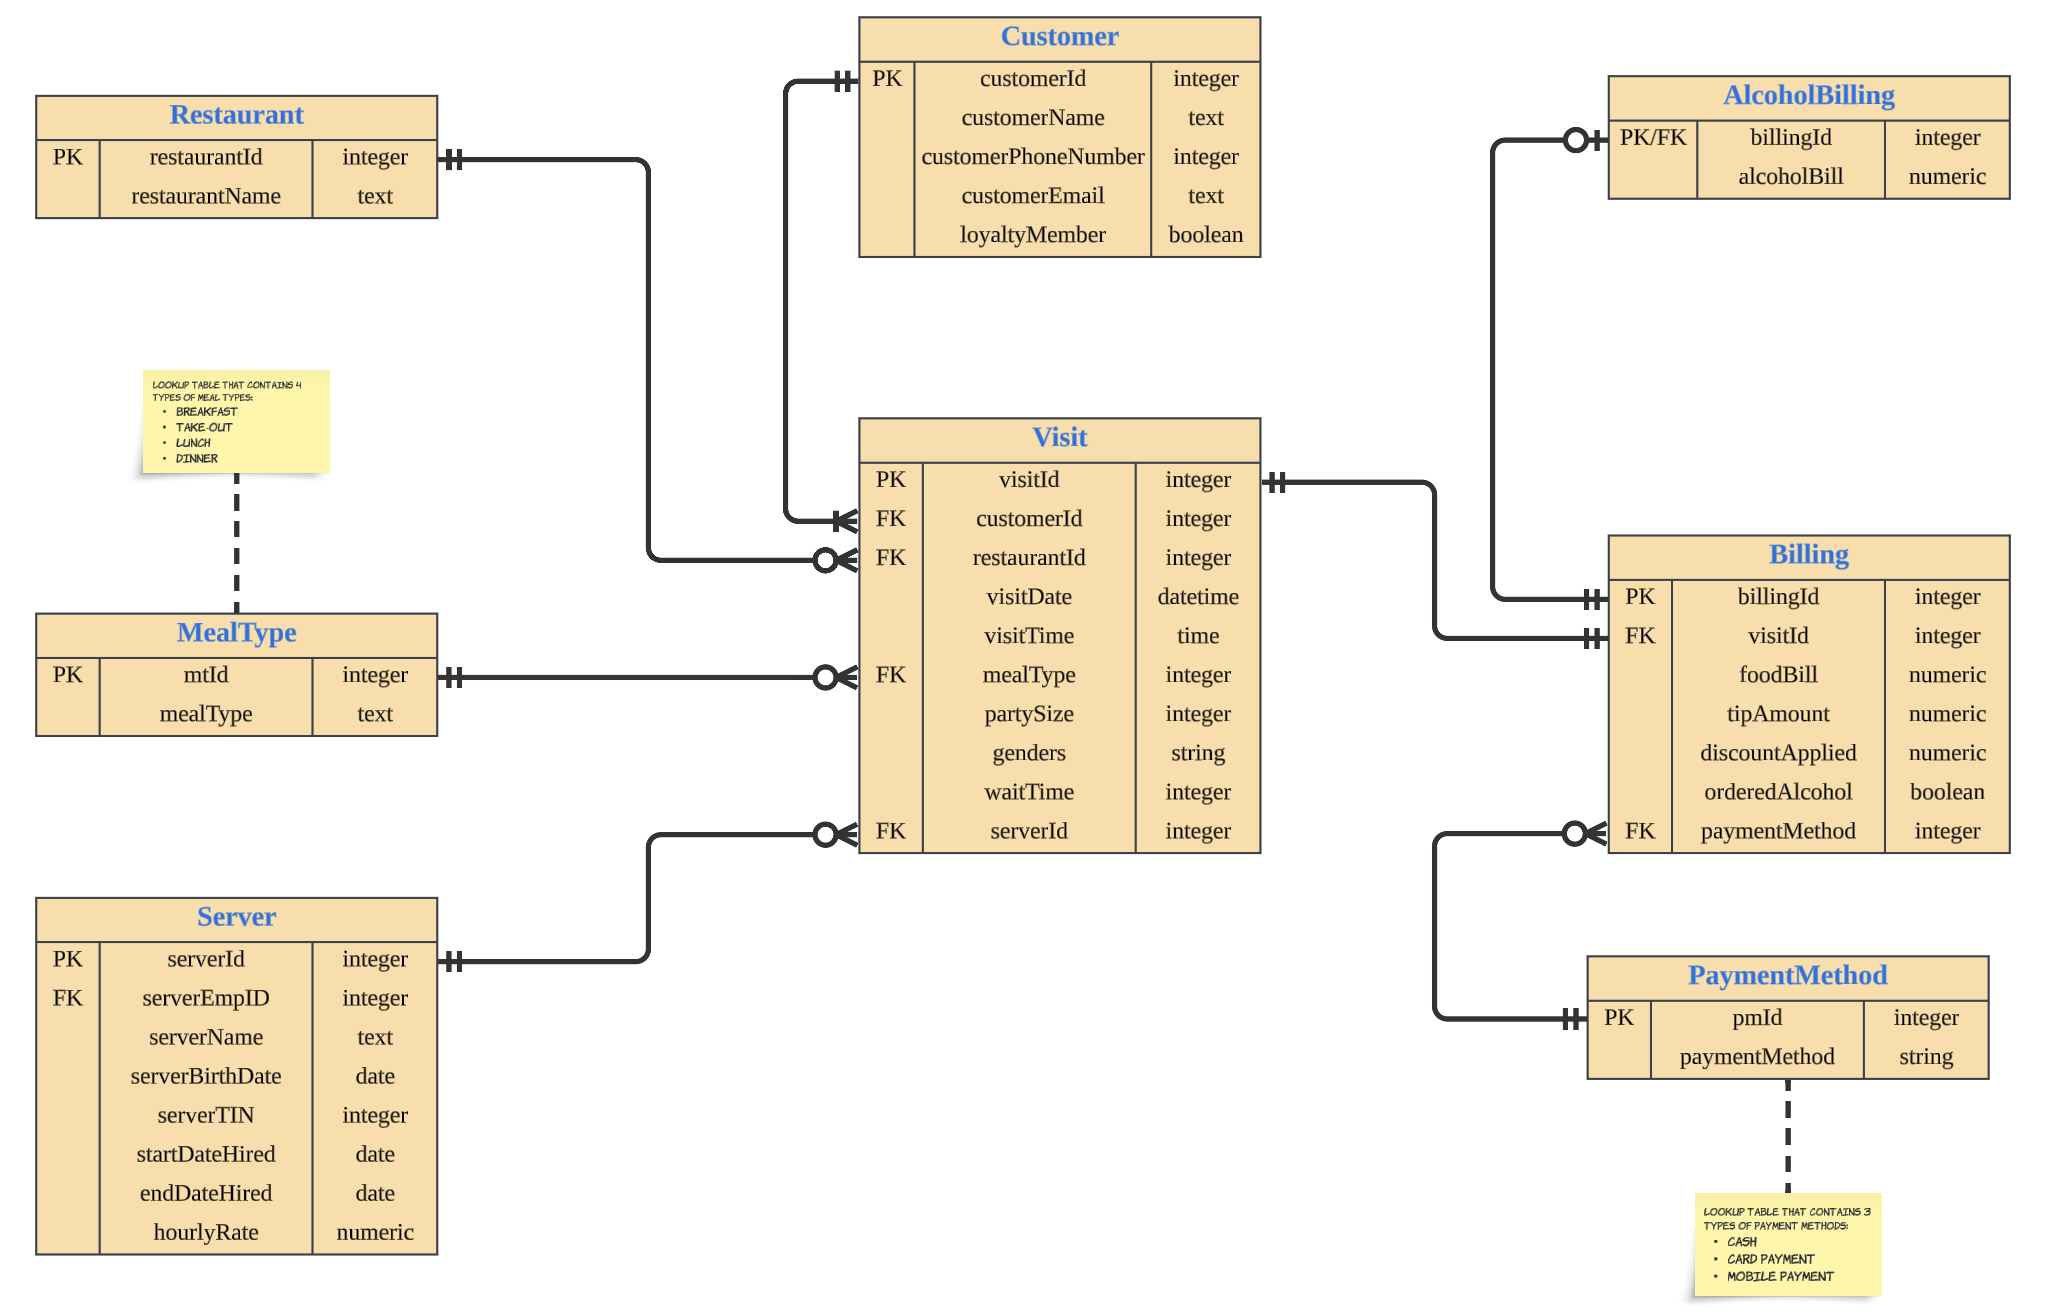 Customer
PK customerId integer
customerName text
customerPhoneNumber integer
customerEmail text
loyaltyMember boolean
Restaurant
PK restaurantId integer
restaurantName text
AlcoholBilling
PK/FK billingId integer
alcoholBill numeric
LOOKUP TABLE THAT CONTAINS 4
TYPES OF MEAL TYPES:
• BREAKFAST
• TAKE-OUT
• LUNCH
• DINNER
MealType
PK mtId integer
mealType text
Visit
PK visitId integer
FK customerId integer
FK restaurantId integer
visitDate datetime
visitTime time
FK mealType integer
partySize integer
genders string
waitTime integer
FK serverId integer
Billing
PK billingId integer
FK visitId integer
foodBill numeric
tipAmount numeric
discountApplied numeric
orderedAlcohol boolean
FK paymentMethod integer
Server
PK serverId integer
FK serverEmpID integer
serverName text
serverBirthDate date
serverTIN integer
startDateHired date
endDateHired date
hourlyRate numeric
PaymentMethod
PK pmId integer
paymentMethod string
LOOKUP TABLE THAT CONTAINS 3
TYPES OF PAYMENT METHODS:
• CASH
• CARD PAYMENT
• MOBILE PAYMENT